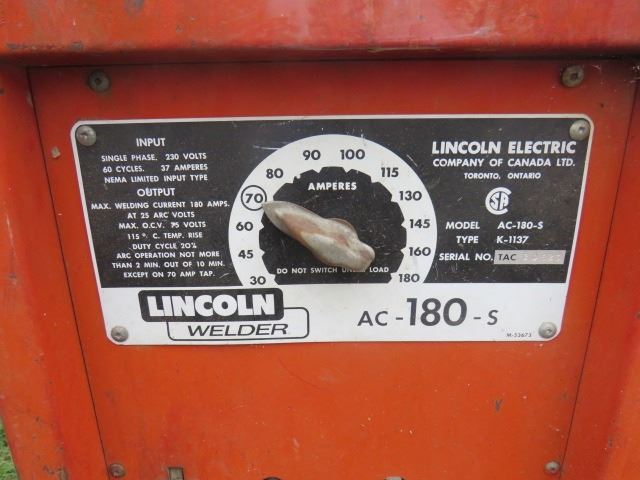 INPUT
SINGLE PHASE, 230 VOLTS
60 CYCLES. 37 AMPERES
NEMA LIMITED INPUT TYPE
OUTPUT
MAX. WELDING CURRENT 180 AMPS.
AT 25 ARC VOLTS
MAX. O.C.V. 75 VOLTS
115° C. TEMP. RISE
DUTY CYCLE 20%
ARC OPERATION NOT MORE
THAN 2 MIN. OUT OF 10 MIN.
EXCEPT ON 70 AMP TAP.
30
45
60
70
80
90
100
115
130
145
160
180
AMPERES
DO NOT SWITCH UNDER LOAD
LINCOLN ELECTRIC
COMPANY OF CANADA LTD.
TORONTO, ONTARIO
SA
MODEL AC-180-S
TYPE K-1137
SERIAL NO. TAC
LINCOLN
WELDER
AC-180-S
M-53673